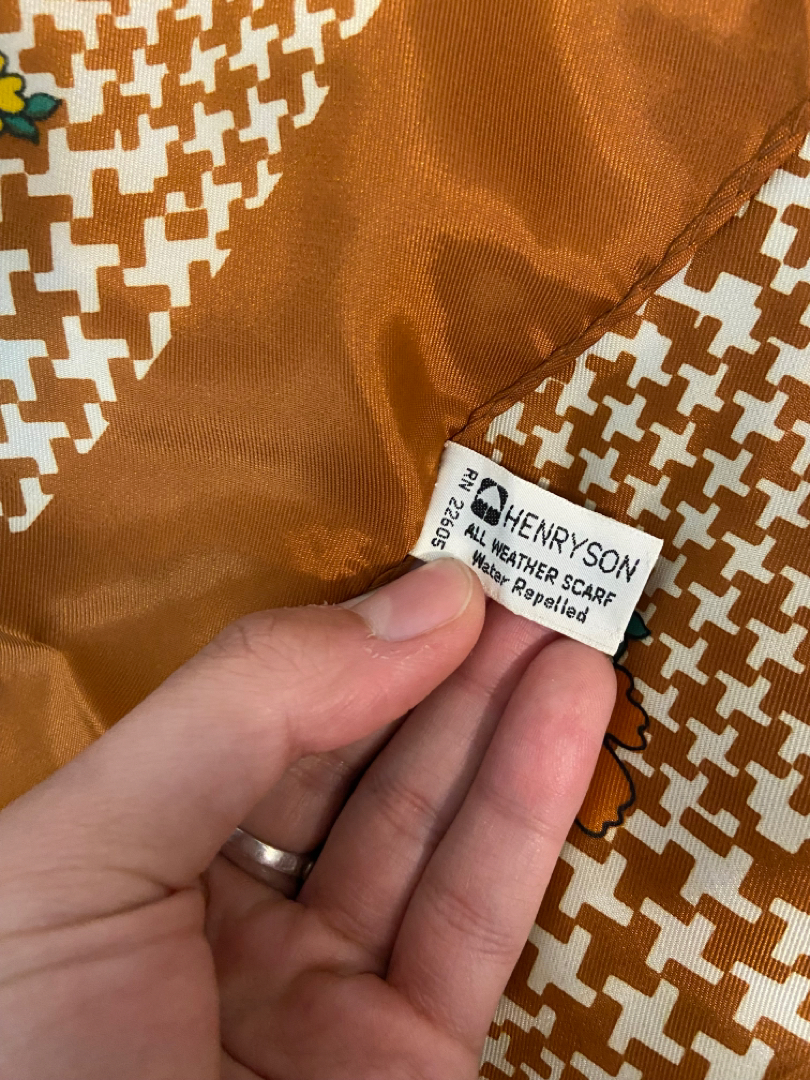 RN 22605
HENRYSON
ALL WEATHER SCARF
Water Repelled